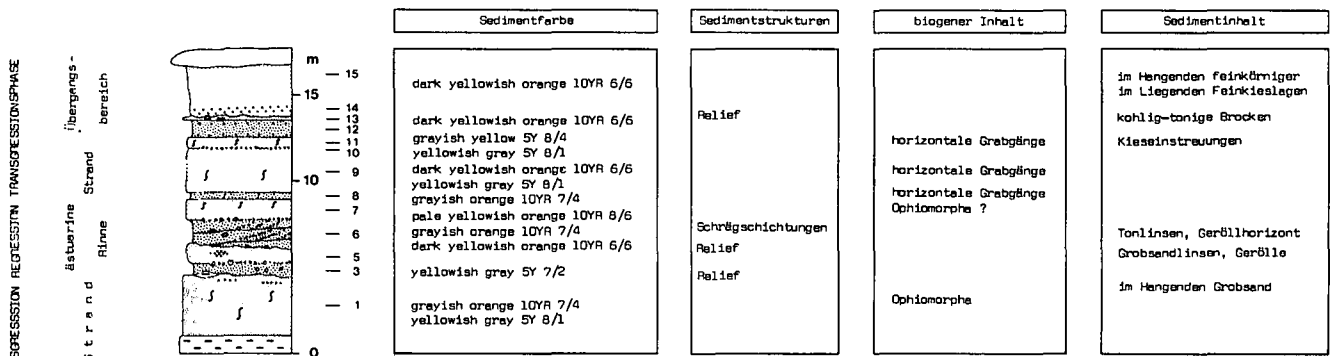 Sedimentfarbe
Sedimentstrukturen
biogener Inhalt
Sedimentinhalt
REGRESSION TRANSGRESSIONSPHASE
Übergangs-
bereich
Strand
ästuarine
Rinne
Strand
m
15
10
0
15
14
13
12
11
10
9
8
7
6
5
3
1
dark yellowish orange 10YR 6/6
dark yellowish orange 10YR 6/6
grayish yellow 5Y 8/4
yellowish gray 5Y 8/1
dark yellowish orange 10YR 6/6
yellowish gray 5Y 8/1
grayish orange 10YR 7/4
pale yellowish orange 10YR 8/6
grayish orange 10YR 7/4
dark yellowish orange 10YR 6/6
yellowish gray 5Y 7/2
grayish orange 10YR 7/4
yellowish gray 5Y 8/1
Relief
Schrägschichtungen
Relief
Relief
horizontale Grabgänge
horizontale Grabgänge
horizontale Grabgänge
Ophiomorpha ?
Ophiomorpha
im Hangenden feinkörniger
im Liegenden Feinkieslagen
kohlig-tonige Brocken
Kieseinstreuungen
Tonlinsen, Geröllhorizont
Grobsandlinsen, Gerölle
im Hangenden Grobsand